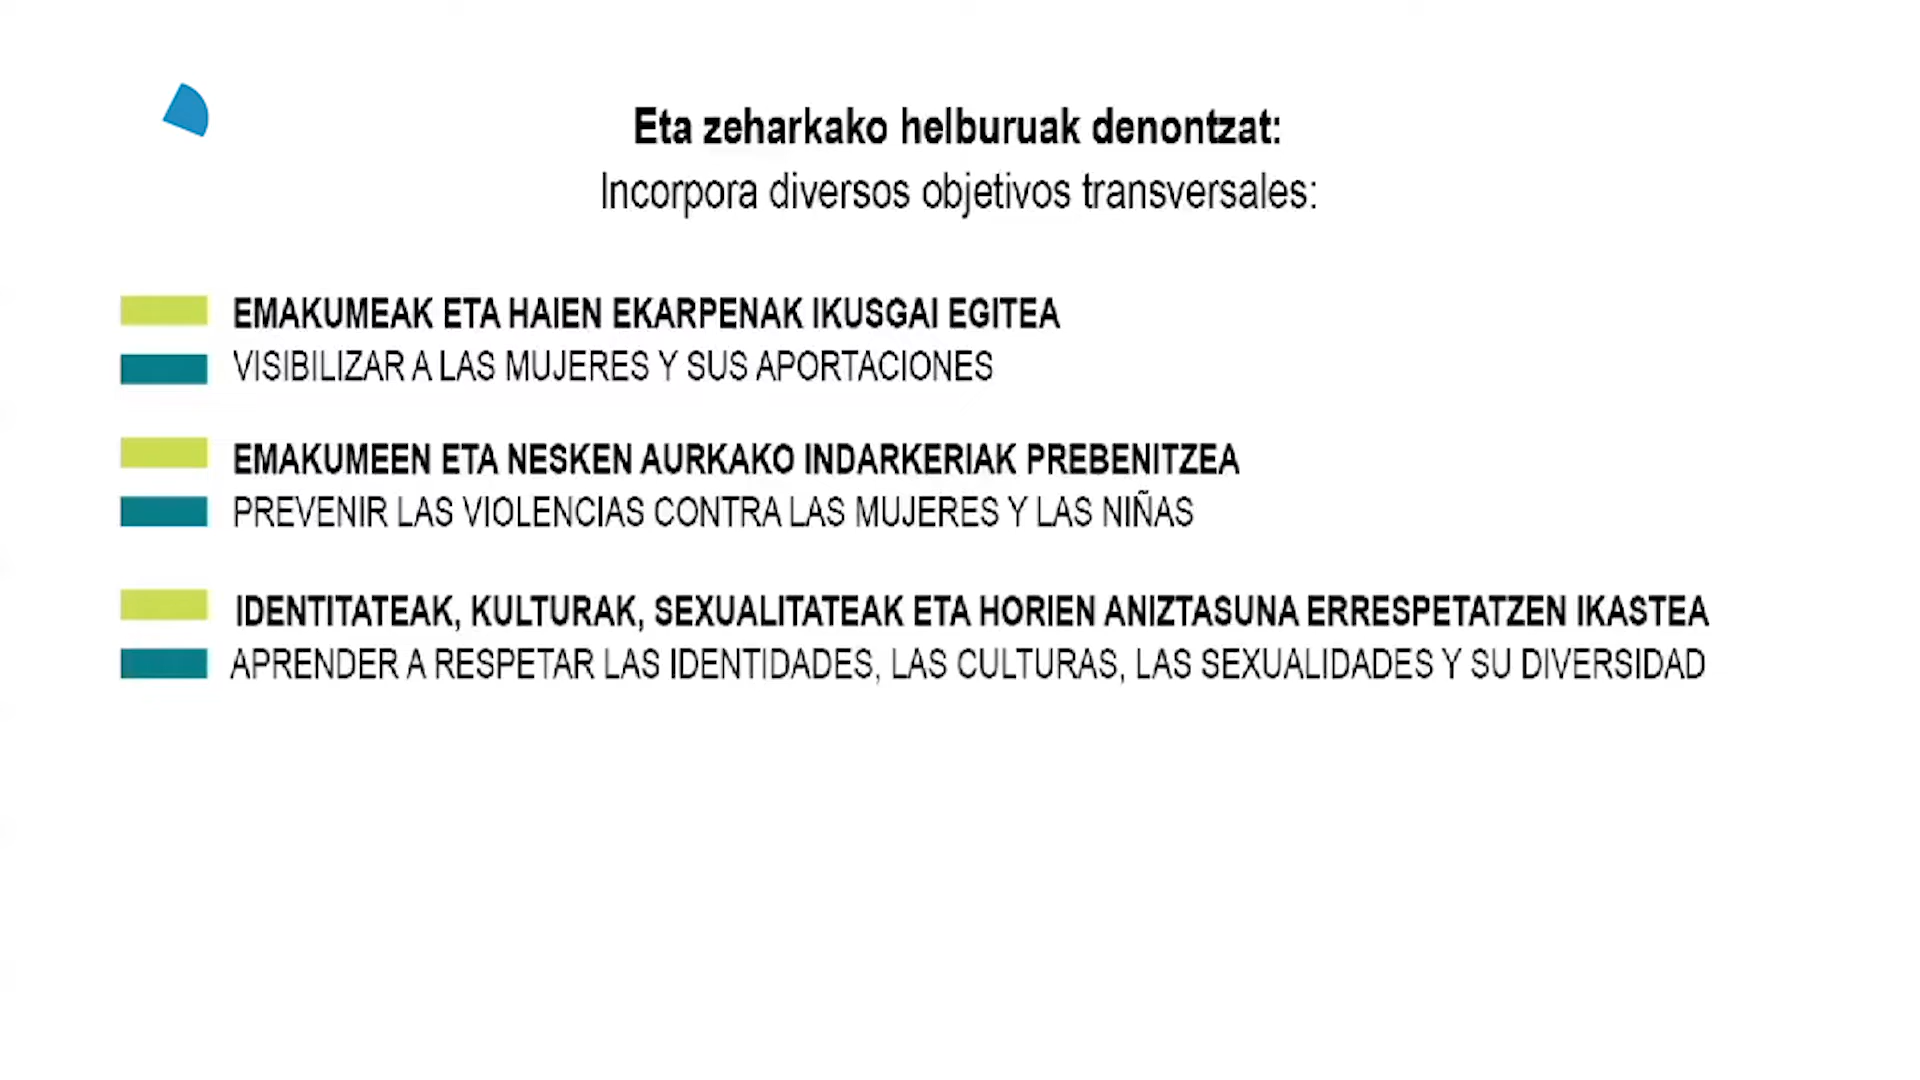 Eta zeharkako helburuak denontzat:
Incorpora diversos objetivos transversales:
EMAKUMEAK ETA HAIEN EKARPENAK IKUSGAI EGITEA
VISIBILIZAR A LAS MUJERES Y SUS APORTACIONES
EMAKUMEEN ETA NESKEN AURKAKO INDARKERIAK PREBENITZEA
PREVENIR LAS VIOLENCIAS CONTRA LAS MUJERES Y LAS NIÑAS
IDENTITATEAK, KULTURAK, SEXUALITATEAK ETA HORIEN ANIZTASUNA ERRESPETATZEN IKASTEA
APRENDER A RESPETAR LAS IDENTIDADES, LAS CULTURAS, LAS SEXUALIDADES Y SU DIVERSIDAD